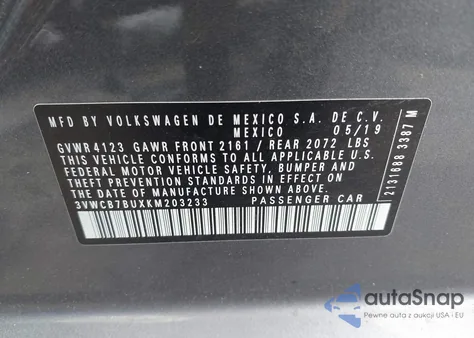 MFD BY VOLKSWAGEN DE MEXICO S.A. DE C.V.
MEXICO 05/19
GVWR 4123 GAWR FRONT 2161 / REAR 2072 LBS
THIS VEHICLE CONFORMS TO ALL APPLICABLE U.S.
FEDERAL MOTOR VEHICLE SAFETY, BUMPER AND
THEFT PREVENTION STANDARDS IN EFFECT ON
THE DATE OF MANUFACTURE SHOWN ABOVE
3VWCB7BUXKM203233 PASSENGER CAR
2131688 3387 M
autoSnap
Pewne auta z aukcji USA i EU